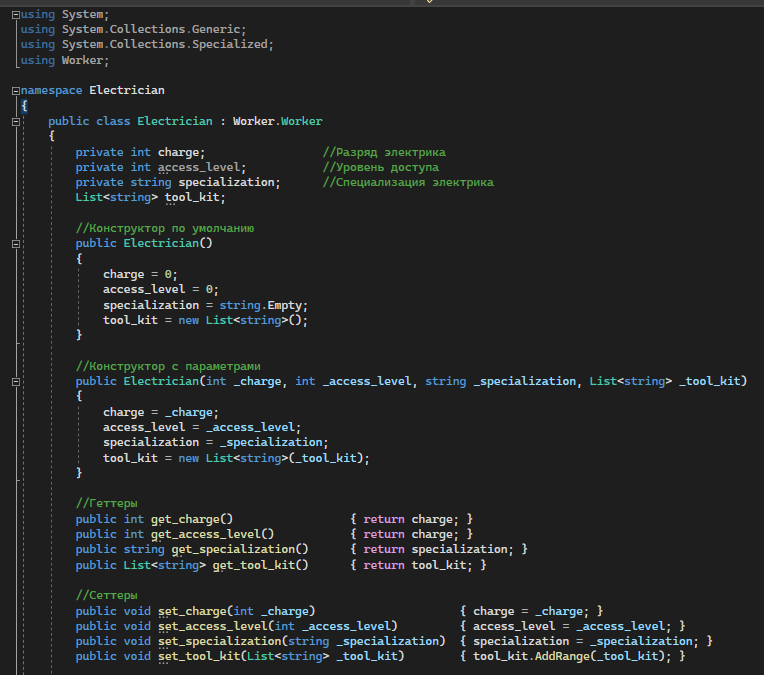 using System;
using System.Collections.Generic;
using System.Collections.Specialized;
using Worker;
namespace Electrician
{
public class Electrician : Worker.Worker
{
private int charge; //Разряд электрика
private int access_level; //Уровень доступа
private string specialization; //Специализация электрика
List<string> tool_kit;
//Конструктор по умолчанию
public Electrician()
{
charge = 0;
access_level = 0;
specialization = string.Empty;
tool_kit = new List<string>();
}
//Конструктор с параметрами
public Electrician(int _charge, int _access_level, string _specialization, List<string> _tool_kit)
{
charge = _charge;
access_level = _access_level;
specialization = _specialization;
tool_kit = new List<string>(_tool_kit);
}
//Геттеры
public int get_charge() { return charge; }
public int get_access_level() { return charge; }
public string get_specialization() { return specialization; }
public List<string> get_tool_kit() { return tool_kit; }
//Сеттеры
public void set_charge(int _charge) { charge = _charge; }
public void set_access_level(int _access_level) { access_level = _access_level; }
public void set_specialization(string _specialization) { specialization = _specialization; }
public void set_tool_kit(List<string> _tool_kit) { tool_kit.AddRange(_tool_kit); }